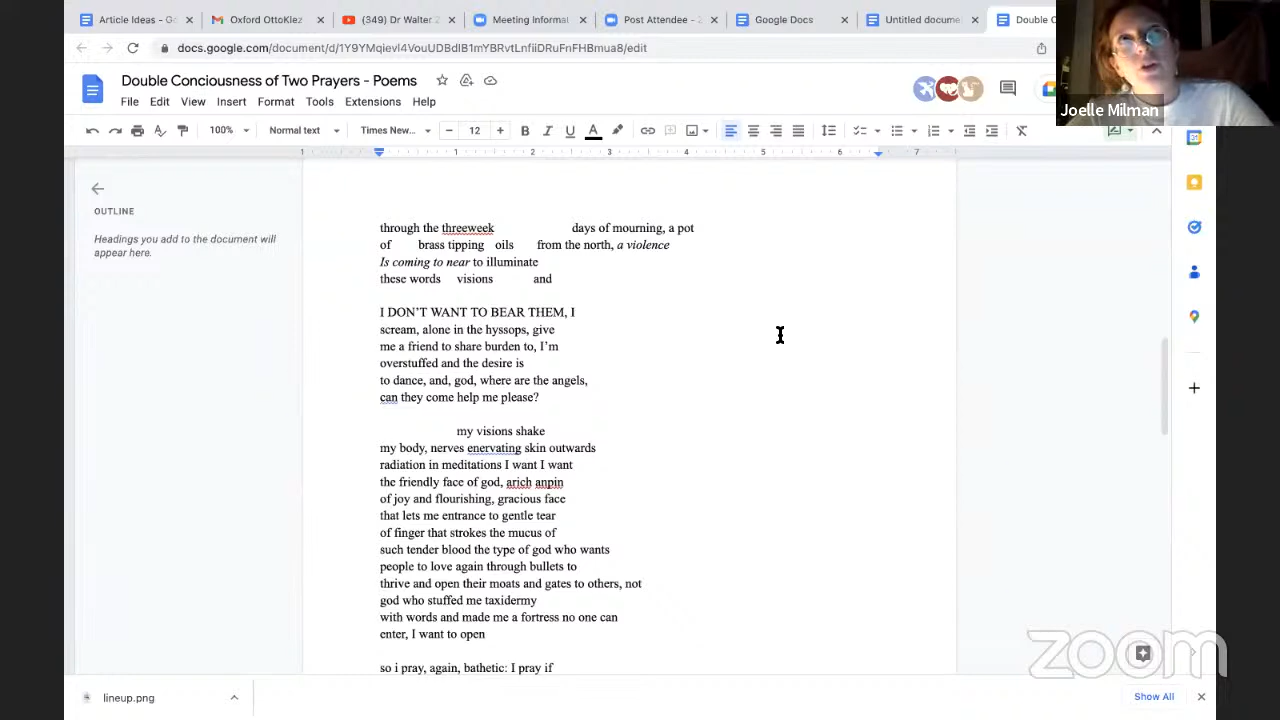 Article Ideas - G
Oxford OttoKlez
(349) Dr Walter Z
Meeting Informat
Post Attendee - Z
Google Docs
Untitled docume
Double C
docs.google.com/document/d/1Y9YMqievl4VouUDBdIB1mYBRvtLnfiiDRuFnFHBmua8/edit
Double Conciousness of Two Prayers - Poems
File Edit View Insert Format Tools Extensions Help
Joelle Milman
100% Normal text Times New... 12
1 1 2 3 4 5 6 7
OUTLINE
Headings you add to the document will
appear here.
through the threeweek days of mourning, a pot
of brass tipping oils from the north, a violence
Is coming to near to illuminate
these words visions and
I DON'T WANT TO BEAR THEM, I
scream, alone in the hyssops, give
me a friend to share burden to, I'm
overstuffed and the desire is
to dance, and, god, where are the angels,
can they come help me please?
my visions shake
my body, nerves enervating skin outwards
radiation in meditations I want I want
the friendly face of god, arich anpin
of joy and flourishing, gracious face
that lets me entrance to gentle tear
of finger that strokes the mucus of
such tender blood the type of god who wants
people to love again through bullets to
thrive and open their moats and gates to others, not
god who stuffed me taxidermy
with words and made me a fortress no one can
enter, I want to open
so i pray, again, bathetic: I pray if
zoom
lineup.png
Show All